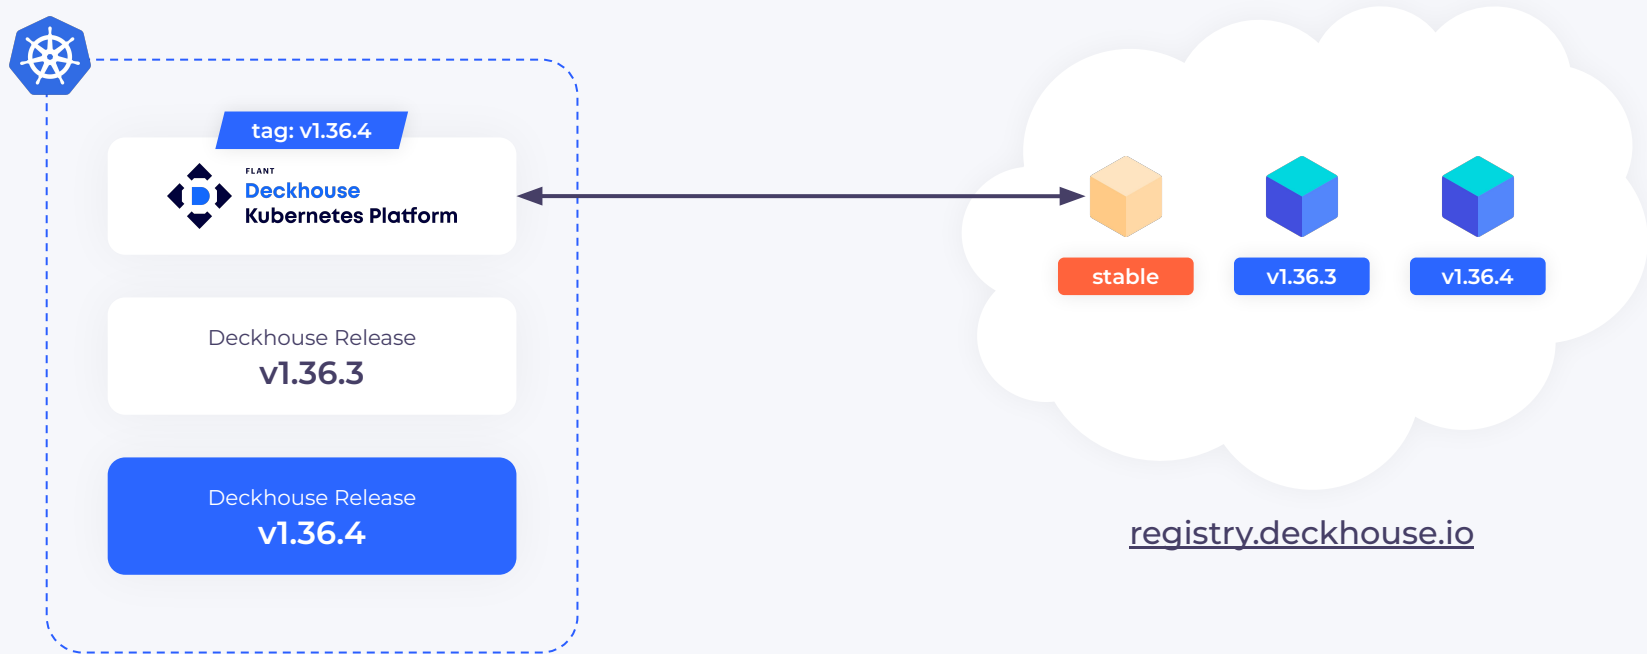 tag: v1.36.4
FLANT
Deckhouse
Kubernetes Platform
Deckhouse Release
v1.36.3
Deckhouse Release
v1.36.4
stable
v1.36.3
v1.36.4
registry.deckhouse.io